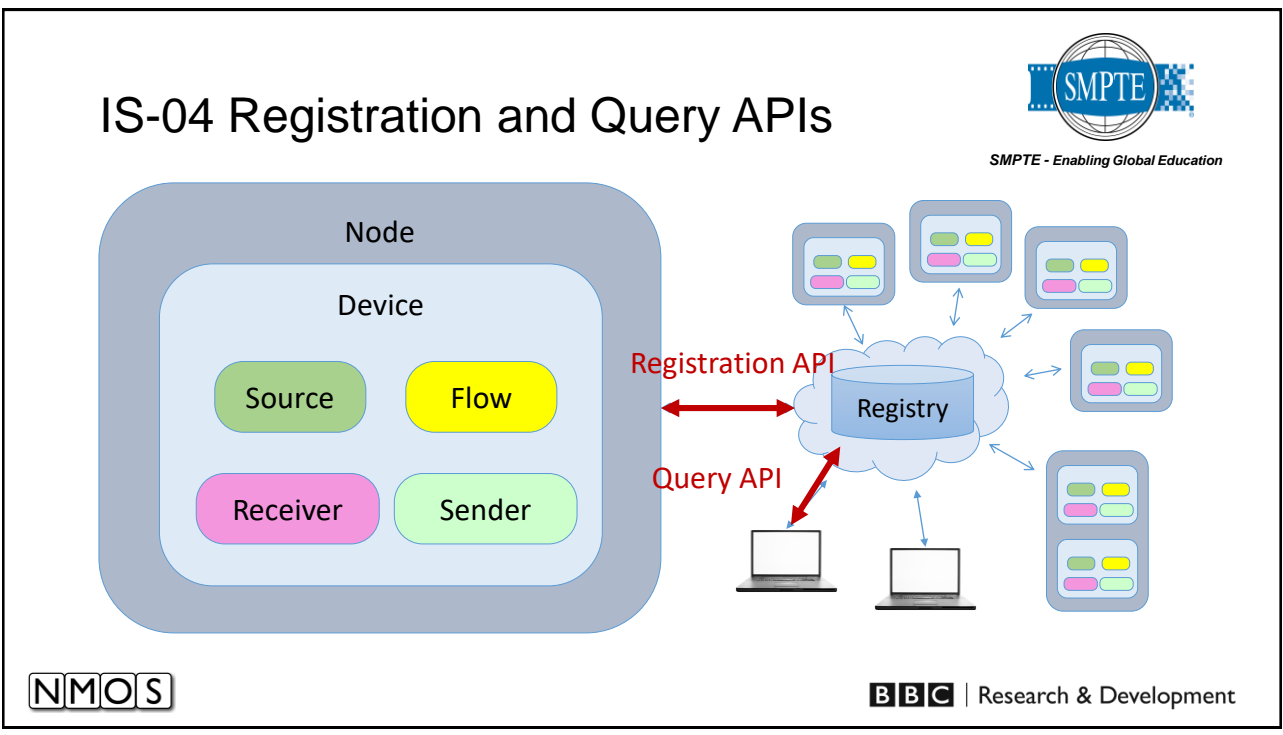 SMPTE
IS-04 Registration and Query APIs
SMPTE - Enabling Global Education
Node
Device
Source
Flow
Receiver
Sender
Registration API
Registry
Query API
NMOS
BBC | Research & Development